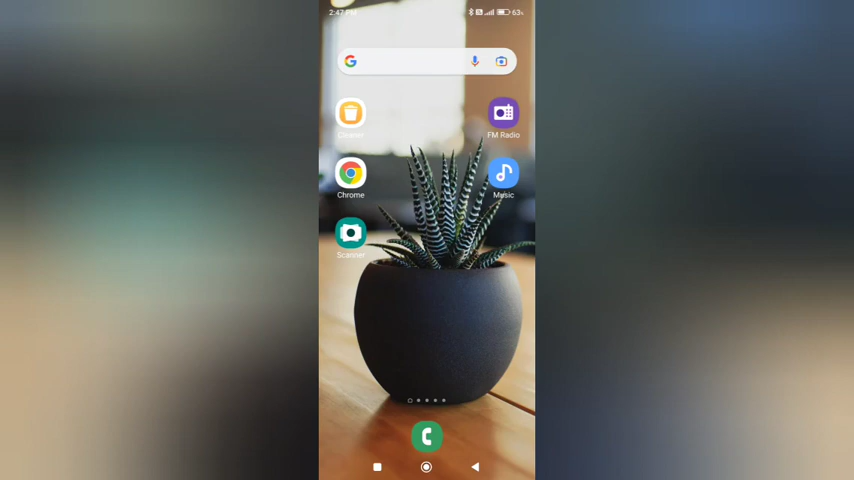 2:47 PM
63%
Cleaner
FM Radio
Chrome
Music
Scanner